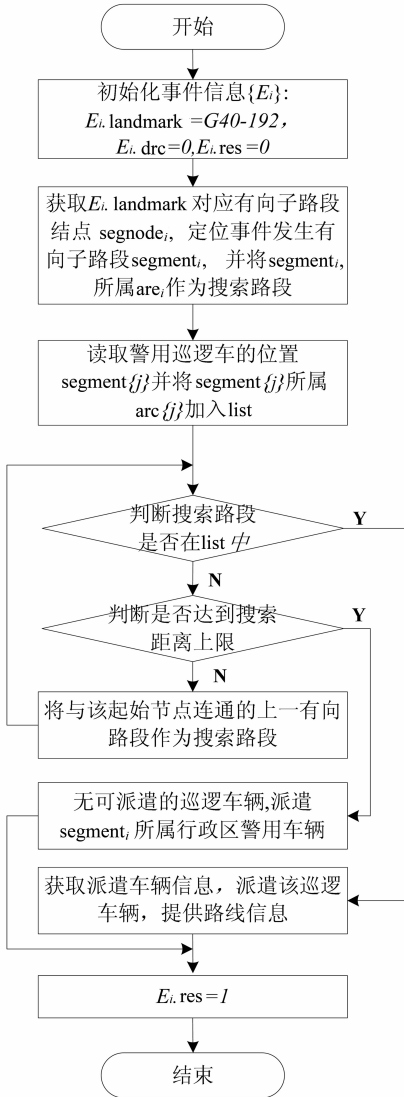 开始
初始化事件信息{Ei}:
Ei.landmark =G40-192，
Ei.drc=0,Ei.res=0
获取Ei.landmark 对应有向子路段
结点 segnodei，定位事件发生有
向子路段segmenti，并将segmenti,
所属arei作为搜索路段
读取警用巡逻车的位置
segment{j}并将segment{j}所属
arc{j}加入list
判断搜索路段
是否在list 中
Y
N
判断是否达到搜索
距离上限
Y
N
将与该起始节点连通的上一有向
路段作为搜索路段
无可派遣的巡逻车辆,派遣
segmenti 所属行政区警用车辆
获取派遣车辆信息，派遣该巡逻
车辆，提供路线信息
Ei.res=1
结束